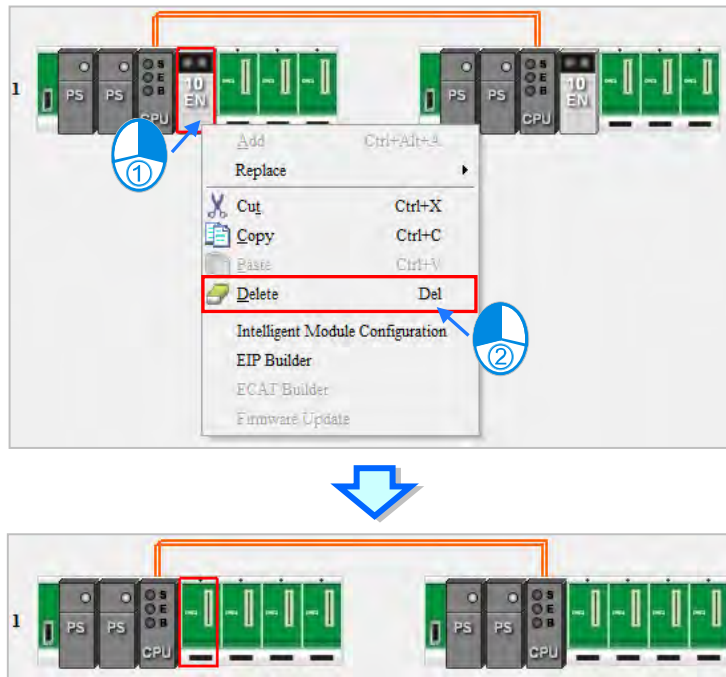 1
PS PS CPU S E B 10 EN
PS PS CPU S E B 10 EN
①
Add Ctrl+Alt+A
Replace
Cut Ctrl+X
Copy Ctrl+C
Paste Ctrl+V
Delete Del
Intelligent Module Configuration
EIP Builder
②
ECAT Builder
Firmware Update
1
PS PS CPU S E B
PS PS CPU S E B